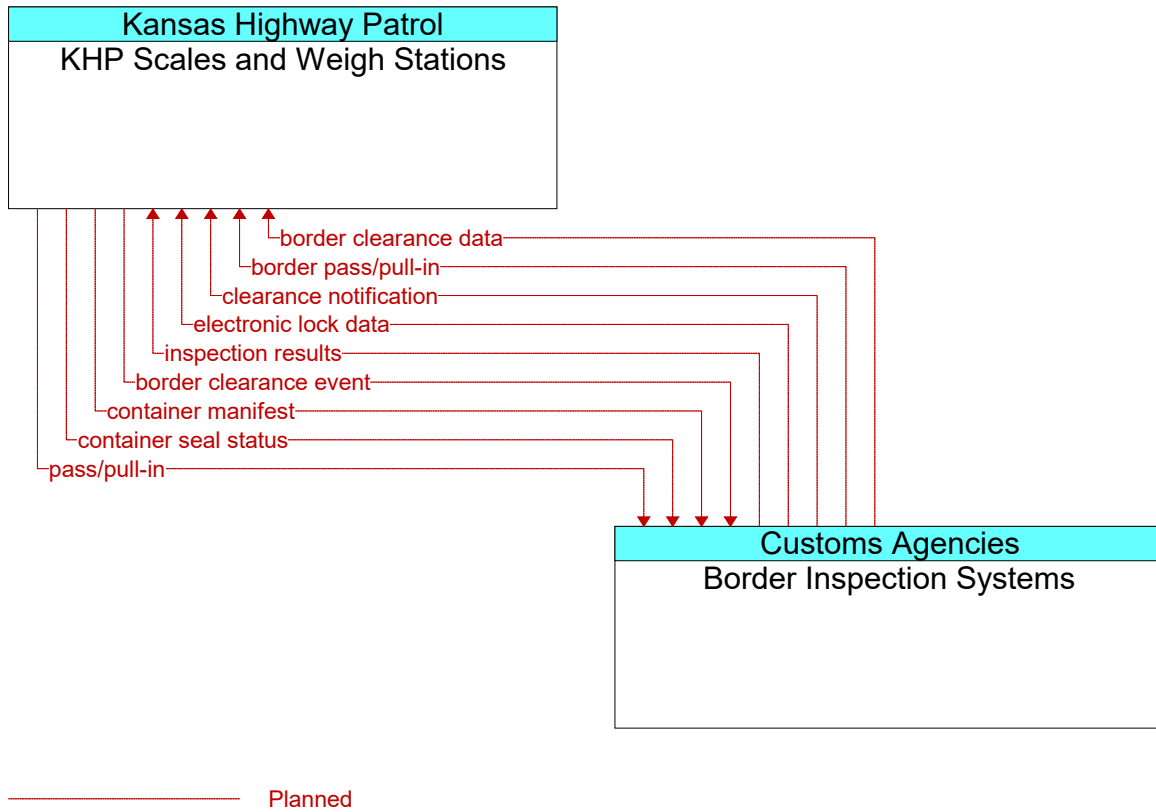 Kansas Highway Patrol
KHP Scales and Weigh Stations
border clearance data
border pass/pull-in
clearance notification
electronic lock data
inspection results
border clearance event
container manifest
container seal status
pass/pull-in
Customs Agencies
Border Inspection Systems
Planned